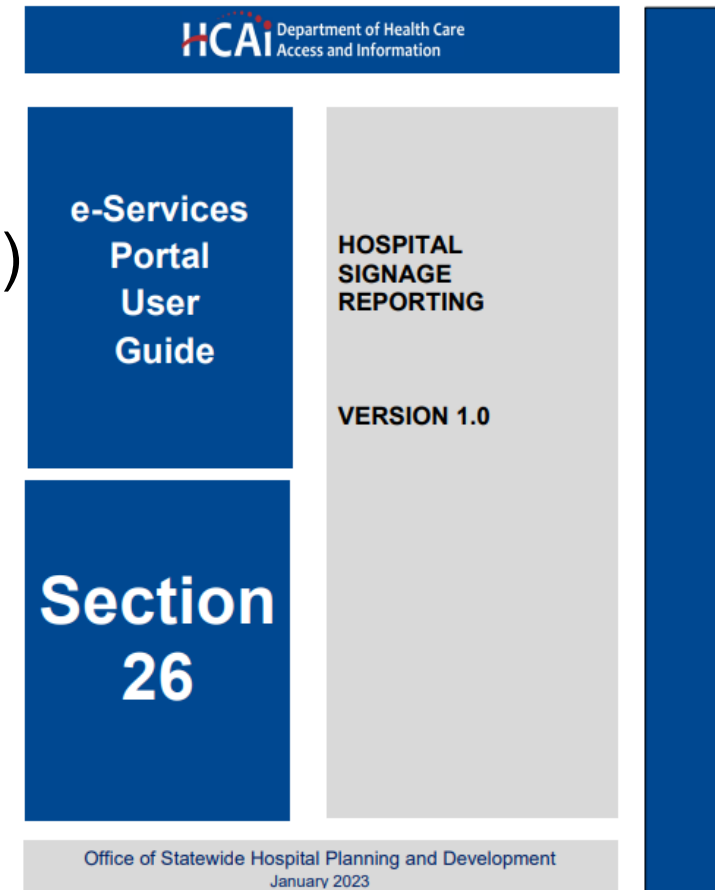 HCAi Department of Health Care
Access and Information
e-Services
Portal
User
Guide
)
HOSPITAL
SIGNAGE
REPORTING
VERSION 1.0
Section
26
Office of Statewide Hospital Planning and Development
January 2023